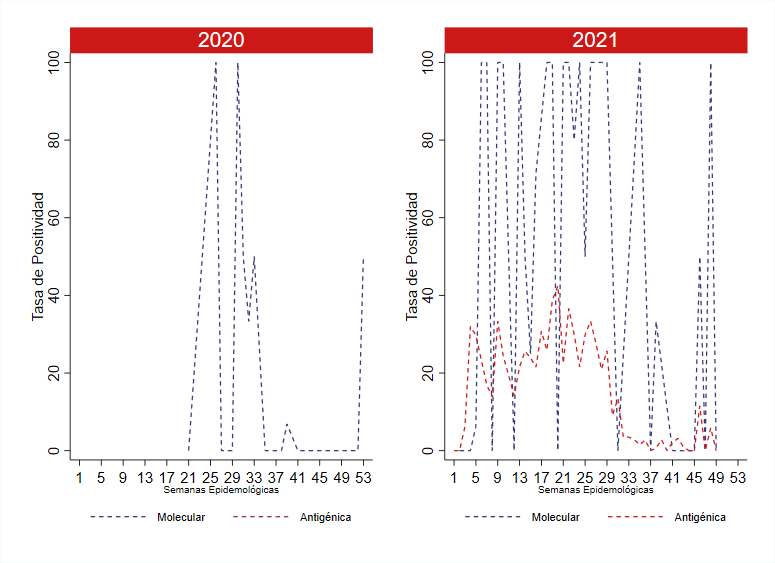 2020
2021
Tasa de Positividad
100
80
60
40
20
0
1 5 9 13 17 21 25 29 33 37 41 45 49 53
Semanas Epidemiológicas
Molecular Antigénica
Tasa de Positividad
100
80
60
40
20
0
1 5 9 13 17 21 25 29 33 37 41 45 49 53
Semanas Epidemiológicas
Molecular Antigénica